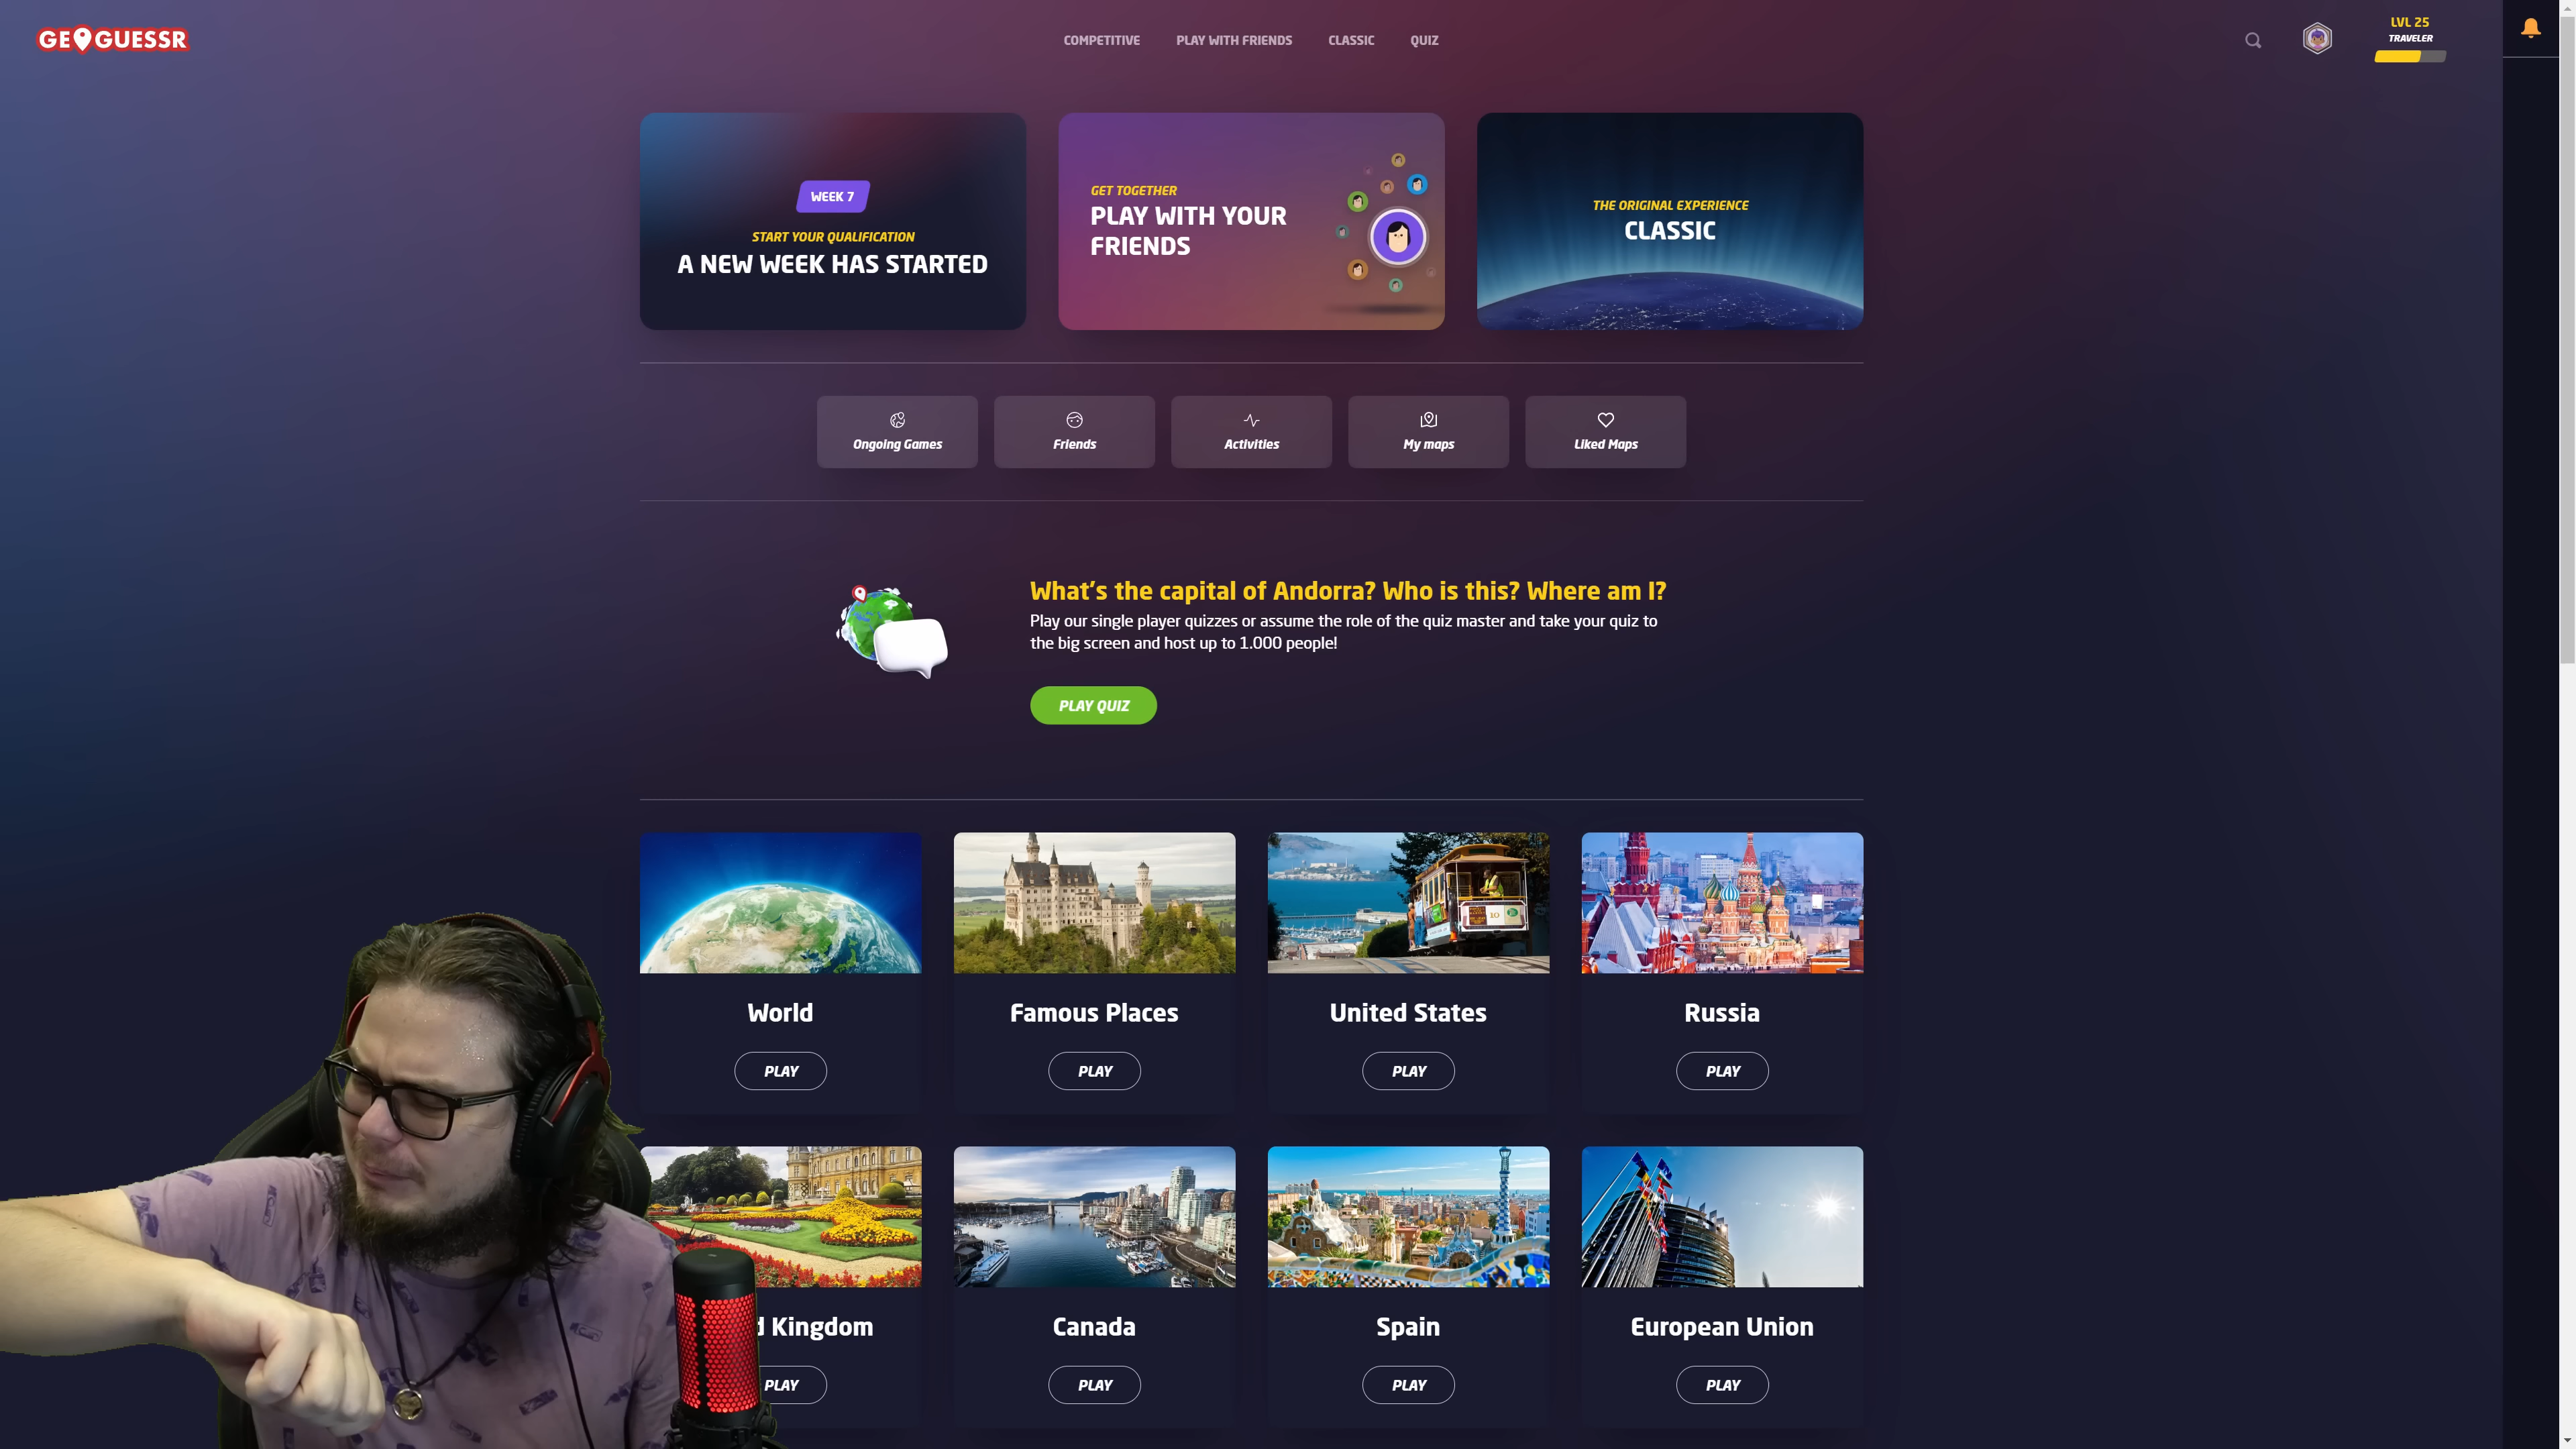 GEOGUESSR
COMPETITIVE
PLAY WITH FRIENDS
CLASSIC
QUIZ
LVL 25
TRAVELER
WEEK 7
START YOUR QUALIFICATION
A NEW WEEK HAS STARTED
GET TOGETHER
PLAY WITH YOUR
FRIENDS
THE ORIGINAL EXPERIENCE
CLASSIC
Ongoing Games
Friends
Activities
My maps
Liked Maps
What's the capital of Andorra? Who is this? Where am I?
Play our single player quizzes or assume the role of the quiz master and take your quiz to
the big screen and host up to 1.000 people!
PLAY QUIZ
World
Famous Places
United States
Russia
PLAY
PLAY
PLAY
PLAY
Kingdom
Canada
Spain
European Union
PLAY
PLAY
PLAY
PLAY